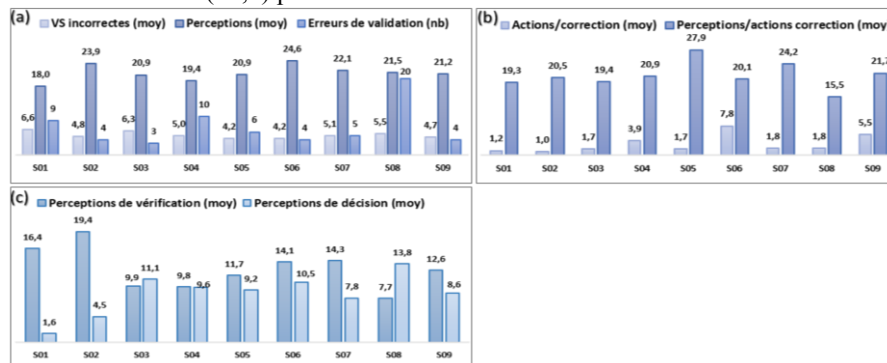 (a) VS incorrectes (moy) Perceptions (moy) Erreurs de validation (nb)
18,0 23,9 20,9 19,4 20,9 24,6 22,1 21,5 21,2
6,6 4,8 6,3 5,0 4,2 4,2 5,1 5,5 4,7
9 4 3 10 6 4 5 20 4
S01 S02 S03 S04 S05 S06 S07 S08 S09
(b) Actions/correction (moy) Perceptions/actions correction (moy
19,3 20,5 19,4 20,9 27,9 20,1 24,2 15,5
1,2 1,0 1,7 3,9 1,7 7,8 1,8 1,8 5,5
S01 S02 S03 S04 S05 S06 S07 S08 S09
(c) Perceptions de vérification (moy) Perceptions de décision (moy)
16,4 19,4 9,9 9,8 11,7 14,1 14,3 7,7 12,6
1,6 4,5 11,1 9,6 9,2 10,5 7,8 13,8 8,6
S01 S02 S03 S04 S05 S06 S07 S08 S09